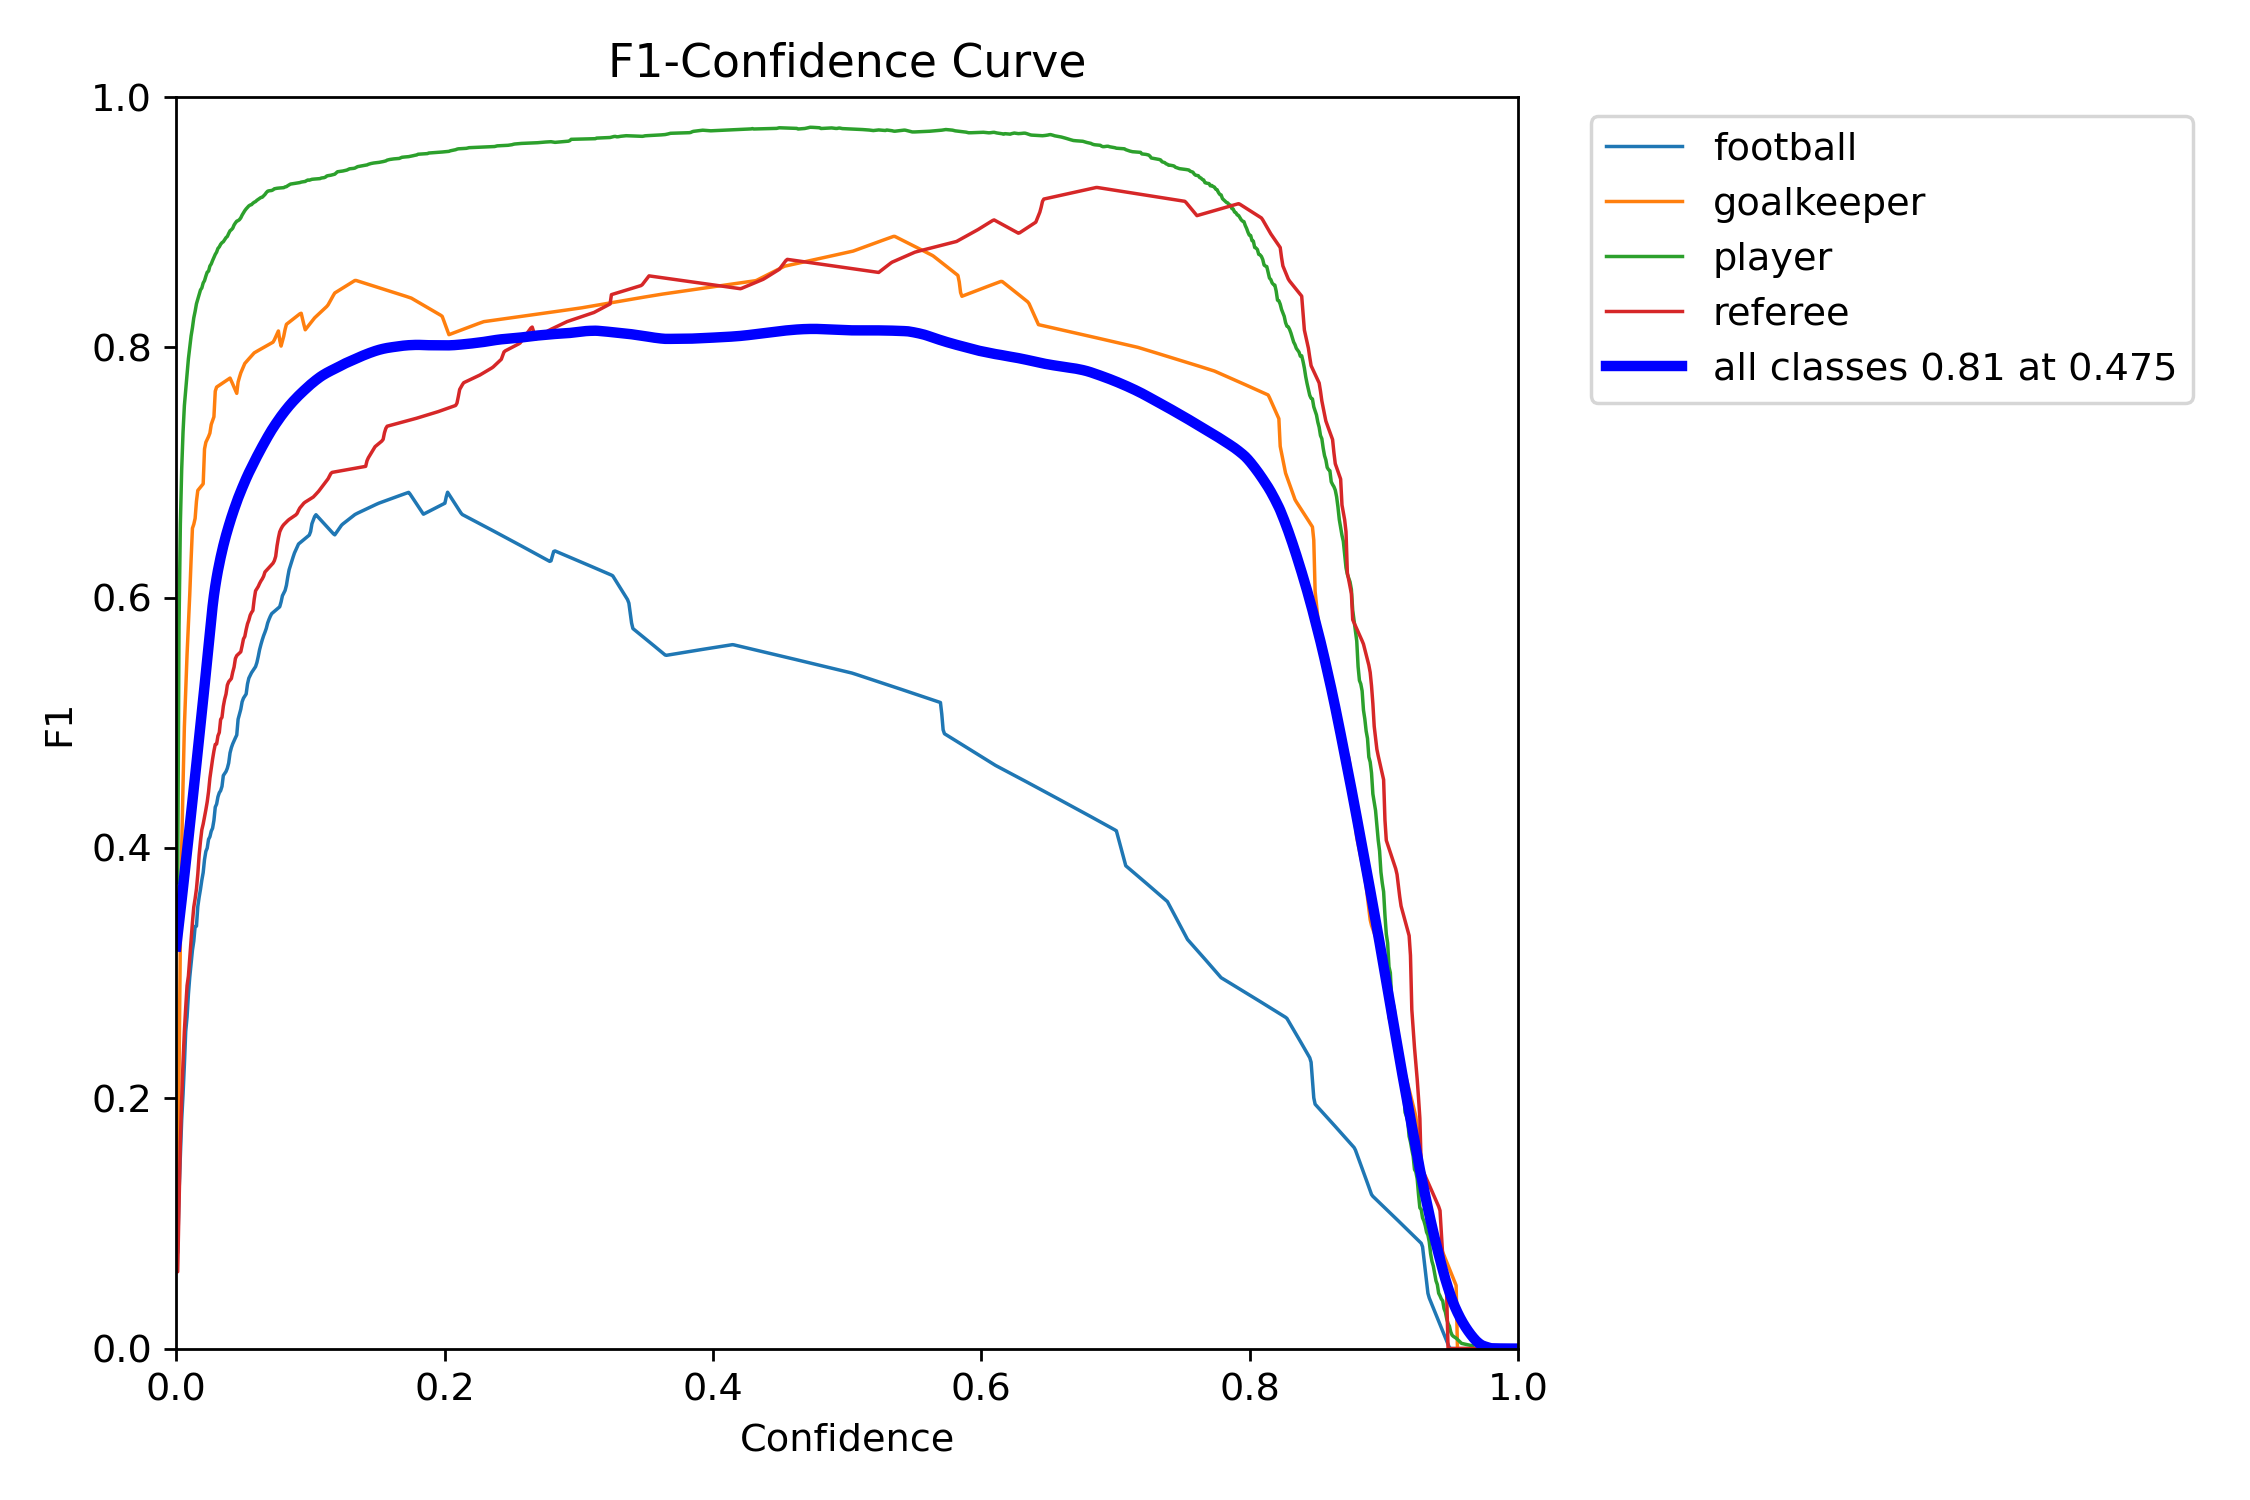 F1-Confidence Curve
1.0
0.8
0.6
0.4
0.2
0.0
F1
0.0 0.2 0.4 0.6 0.8 1.0
Confidence
football
goalkeeper
player
referee
all classes 0.81 at 0.475